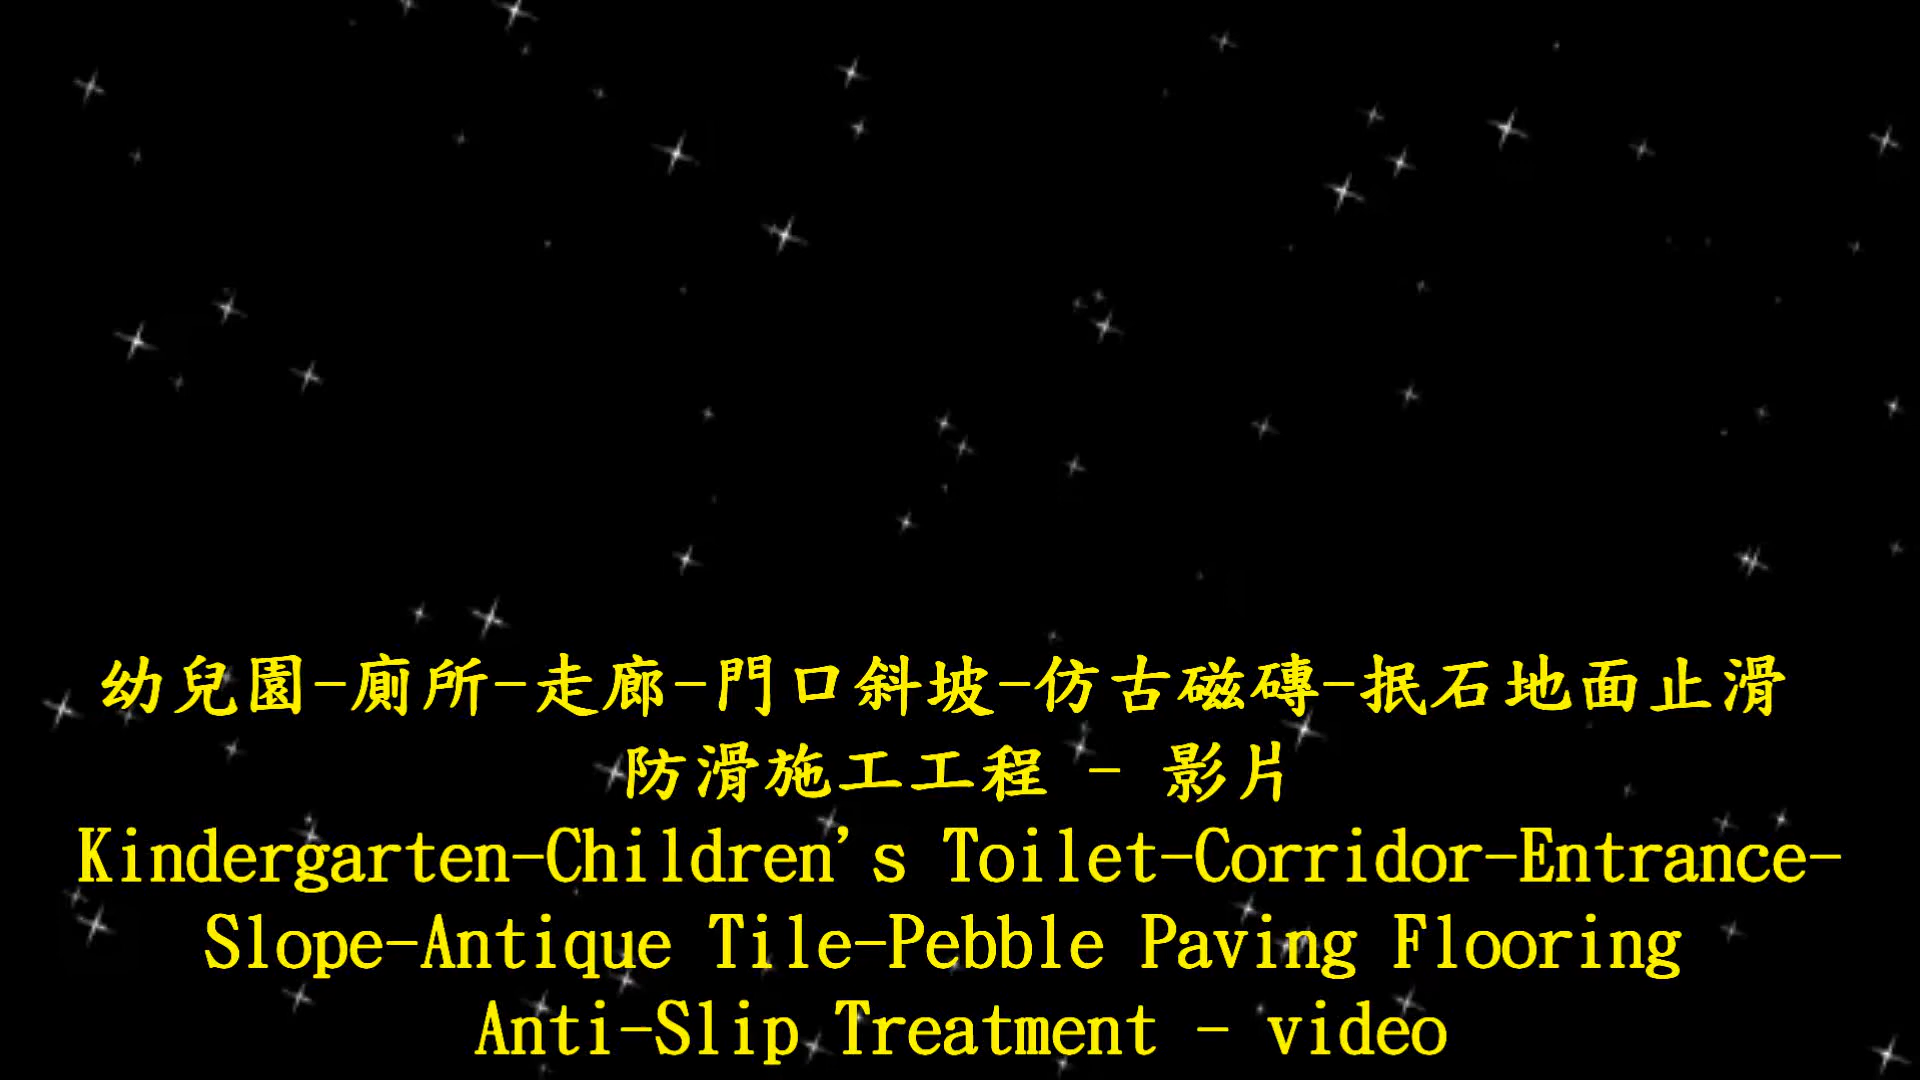 幼兒園-廁所-走廊-門口斜坡-仿古磁磚-抿石地面止滑
防滑施工工程 - 影片
Kindergarten-Children's Toilet-Corridor-Entrance-
Slope-Antique Tile-Pebble Paving Flooring
Anti-Slip Treatment - video